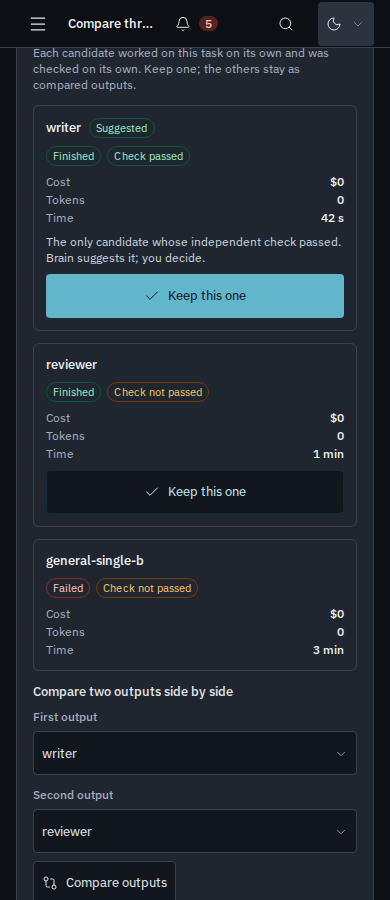 Compare thr...
5
Each candidate worked on this task on its own and was
checked on its own. Keep one; the others stay as
compared outputs.
writer Suggested
Finished Check passed
Cost $0
Tokens 0
Time 42 s
The only candidate whose independent check passed.
Brain suggests it; you decide.
Keep this one
reviewer
Finished Check not passed
Cost $0
Tokens 0
Time 1 min
Keep this one
general-single-b
Failed Check not passed
Cost $0
Tokens 0
Time 3 min
Compare two outputs side by side
First output
writer
Second output
reviewer
Compare outputs